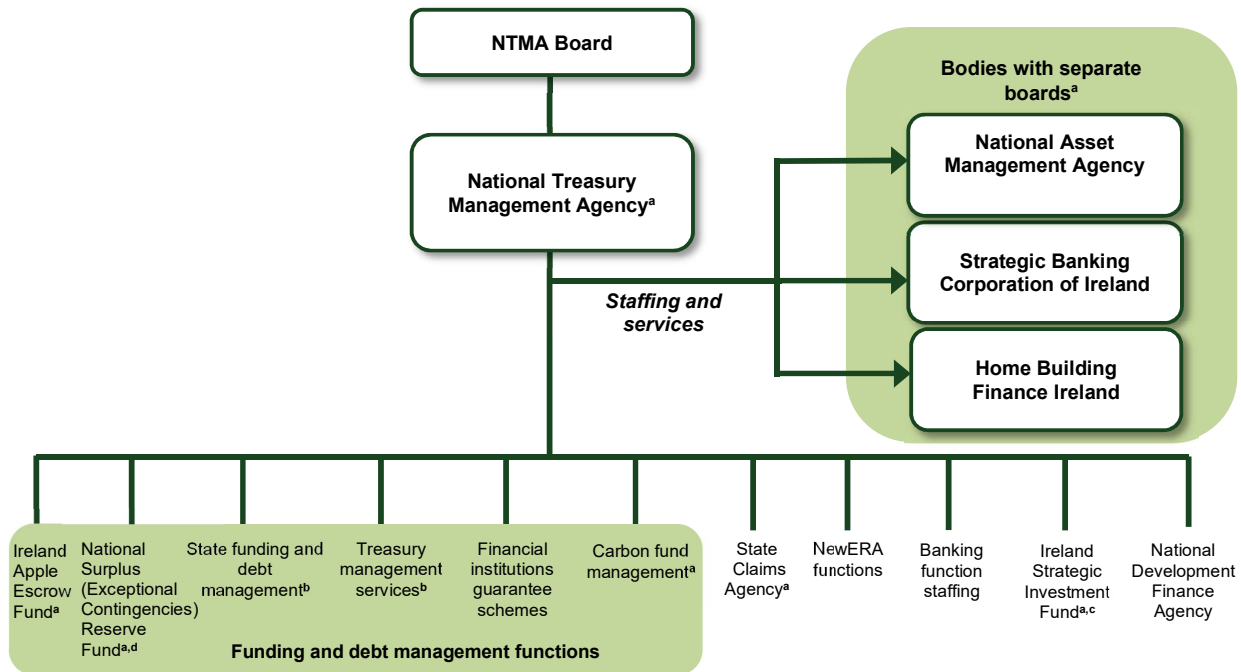 NTMA Board
National Treasury
Management Agencyᵃ
Staffing and
services
Bodies with separate
boardsᵃ
National Asset
Management Agency
Strategic Banking
Corporation of Ireland
Home Building
Finance Ireland
Ireland
Apple
Escrow
Fundᵃ
National
Surplus
(Exceptional
Contingencies)
Reserve
Fundᵃ,ᵈ
State funding and
debt
managementᵇ
Treasury
management
servicesᵇ
Financial
institutions
guarantee
schemes
Carbon fund
managementᵃ
Funding and debt management functions
State
Claims
Agencyᵃ
NewERA
functions
Banking
function
staffing
Ireland
Strategic
Investment
Fundᵃ,ᶜ
National
Development
Finance
Agency